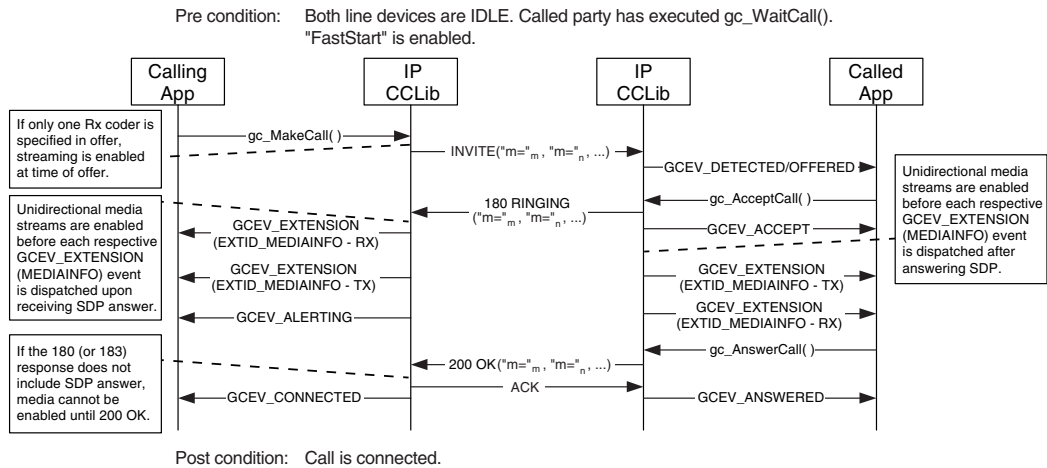 Pre condition: Both line devices are IDLE. Called party has executed gc_WaitCall().
"FastStart" is enabled.
Calling
App
IP
CCLib
IP
CCLib
Called
App
If only one Rx coder is
specified in offer,
streaming is enabled
at time of offer.
gc_MakeCall( )
INVITE("m="m, "m="n, ...)
GCEV_DETECTED/OFFERED
Unidirectional media
streams are enabled
before each respective
GCEV_EXTENSION
(MEDIAINFO) event
is dispatched after
answering SDP.
gc_AcceptCall( )
180 RINGING
("m="m, "m="n, ...)
Unidirectional media
streams are enabled
before each respective
GCEV_EXTENSION
(MEDIAINFO) event
is dispatched upon
receiving SDP answer.
GCEV_EXTENSION
(EXTID_MEDIAINFO - RX)
GCEV_ACCEPT
GCEV_EXTENSION
(EXTID_MEDIAINFO - TX)
GCEV_EXTENSION
(EXTID_MEDIAINFO - TX)
GCEV_ALERTING
GCEV_EXTENSION
(EXTID_MEDIAINFO - RX)
gc_AnswerCall( )
If the 180 (or 183)
response does not
include SDP answer,
media cannot be
enabled until 200 OK.
200 OK("m="m, "m="n, ...)
ACK
GCEV_CONNECTED
GCEV_ANSWERED
Post condition: Call is connected.